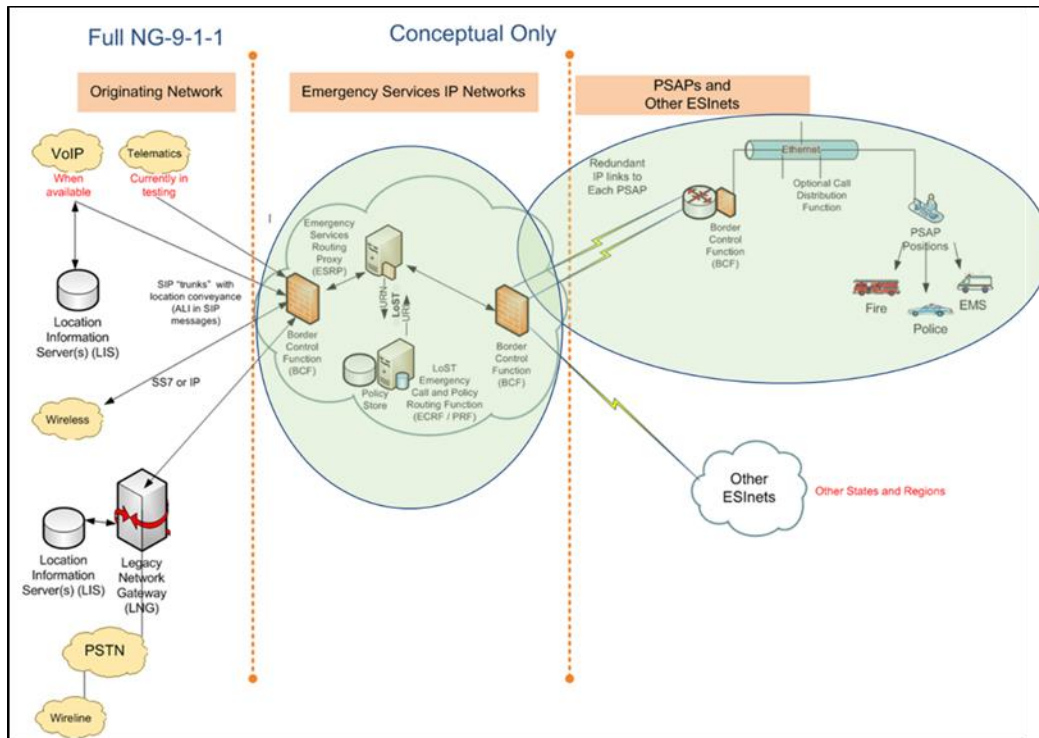 Full NG-9-1-1
Conceptual Only
Originating Network
Emergency Services IP Networks
PSAPs and
Other ESInets
VoIP
When
available
Telematics
Currently in
testing
SIP “trunks” with
location conveyance
(ALI in SIP
messages)
Location
Information
Server(s) (LIS)
SS7 or IP
Wireless
Location
Information
Server(s) (LIS)
Legacy
Network
Gateway
(LNG)
PSTN
Wireline
Emergency
Services
Routing
Proxy
(ESRP)
Border
Control
Function
(BCF)
URN
LoST
URI
Policy
Store
LoST
Emergency
Call and Policy
Routing Function
(ECRF / PRF)
Border
Control
Function
(BCF)
Redundant
IP links to
Each PSAP
Ethernet
Optional Call
Distribution
Function
Border
Control
Function
(BCF)
PSAP
Positions
Fire
Police
EMS
Other
ESInets
Other States and Regions